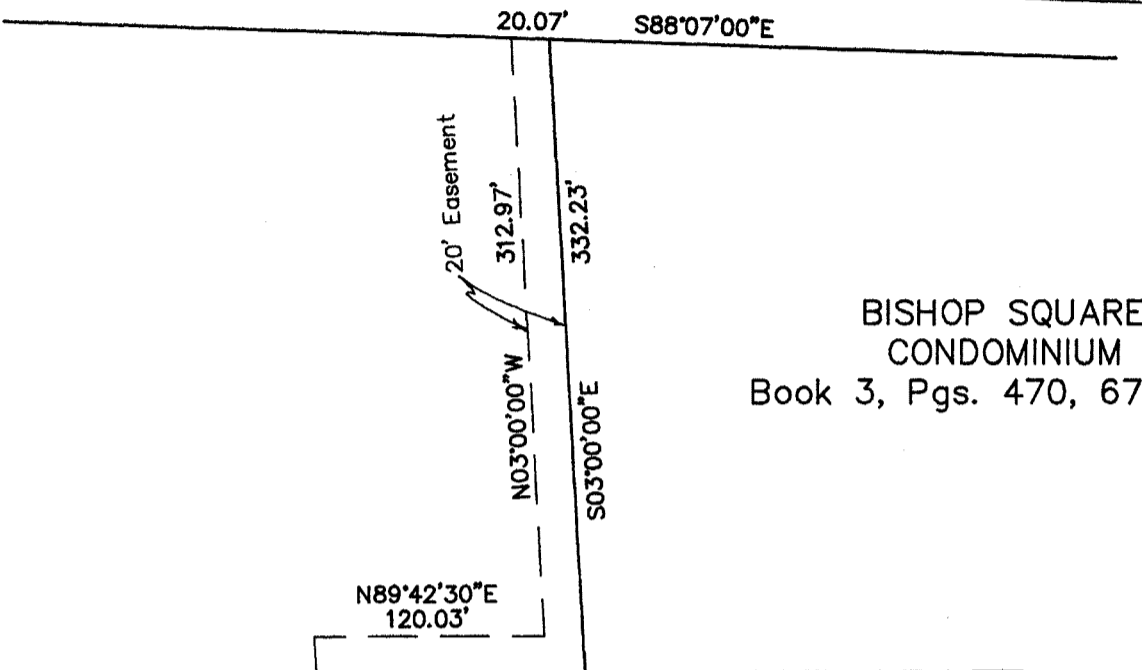 20.07' S88°07'00"E
20' Easement
312.97'
332.23'
N03°00'00"W
S03°00'00"E
BISHOP SQUARE
CONDOMINIUM
Book 3, Pgs. 470, 67
N89°42'30"E
120.03'